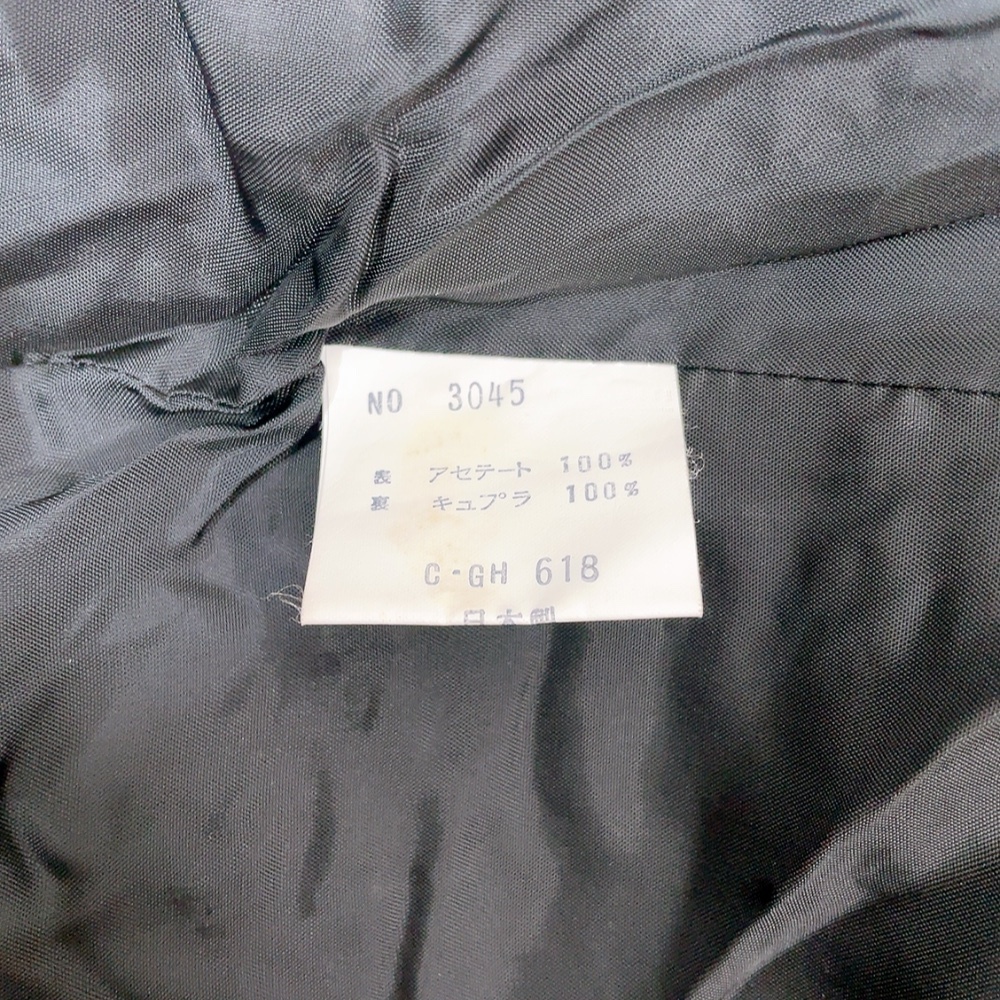 NO 3045
表 アセテート 100%
裏 キュプラ 100%
C-GH 618
日本製